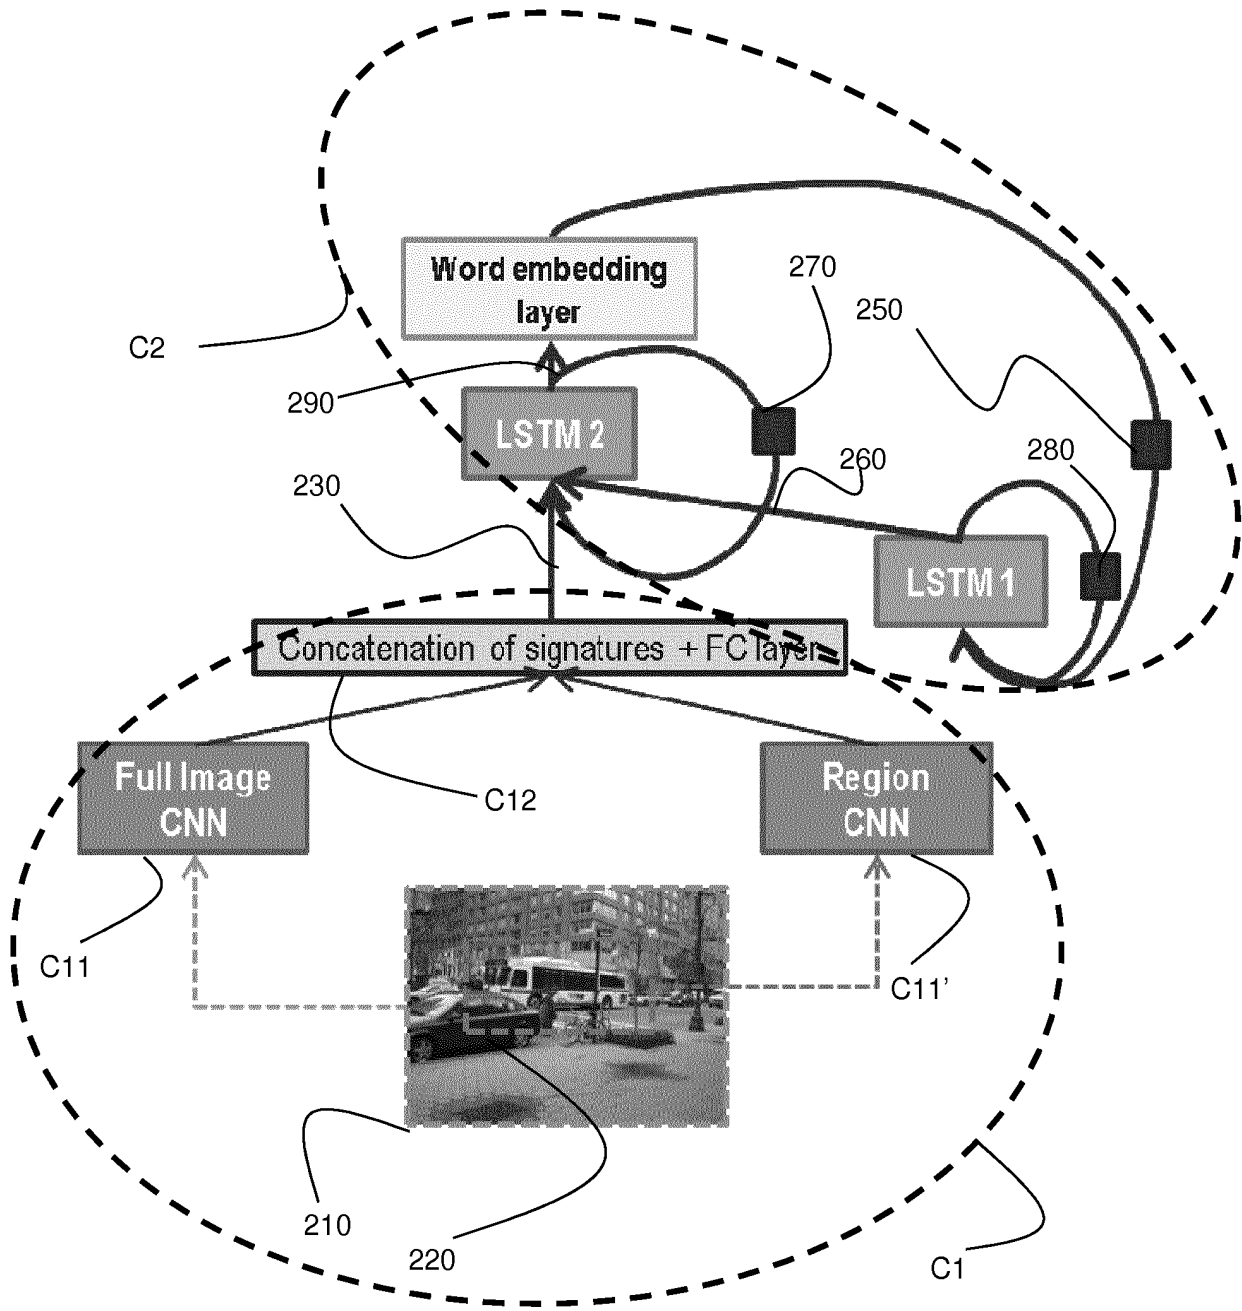 Word embedding
layer
270
250
C2
290
LSTM 2
280
260
230
LSTM 1
Concatenation of signatures + FC layer
Full Image
CNN
Region
CNN
C12
C11
C11’
210
220
C1